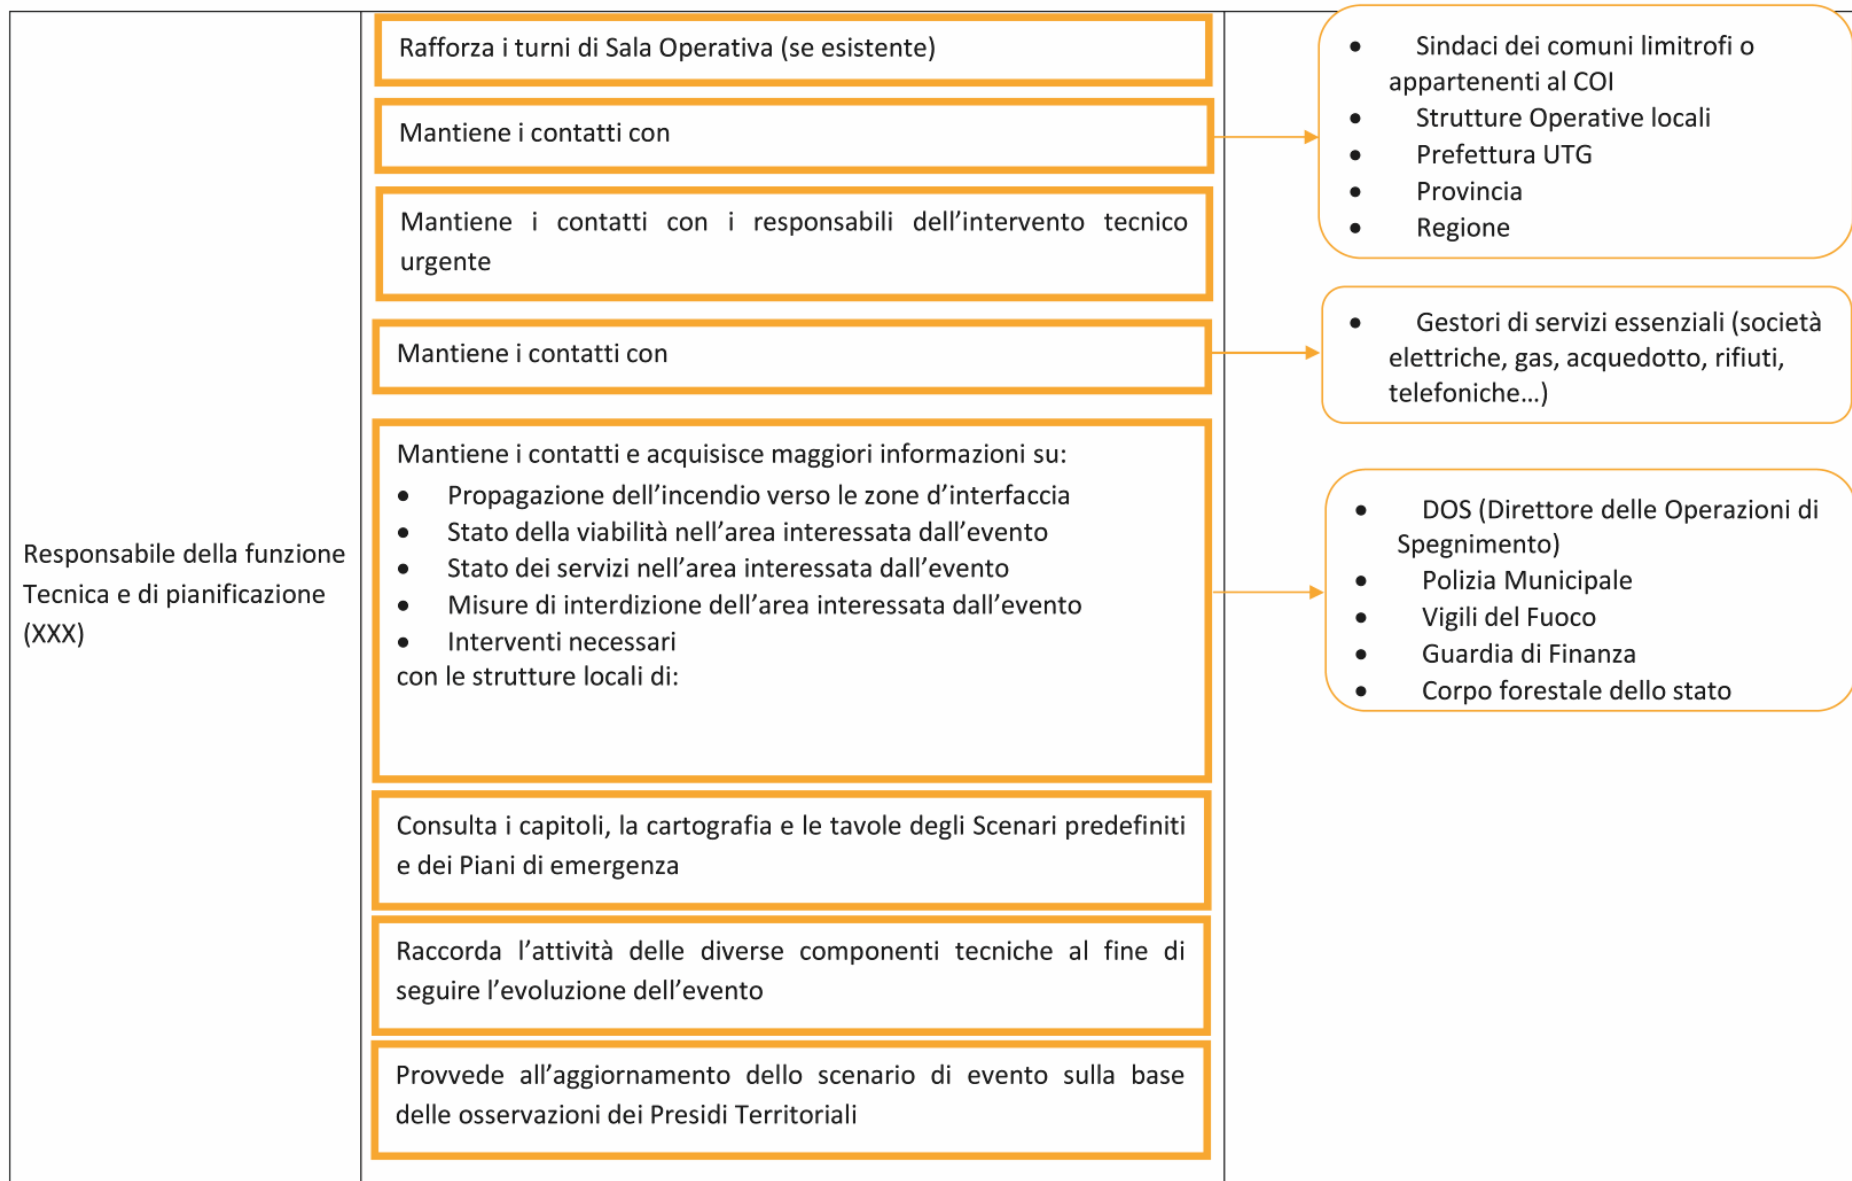 Responsabile della funzione
Tecnica e di pianificazione
(XXX)
Rafforza i turni di Sala Operativa (se esistente)
Mantiene i contatti con
• Sindaci dei comuni limitrofi o
appartenenti al COI
• Strutture Operative locali
• Prefettura UTG
• Provincia
• Regione
Mantiene i contatti con i responsabili dell’intervento tecnico
urgente
Mantiene i contatti con
• Gestori di servizi essenziali (società
elettriche, gas, acquedotto, rifiuti,
telefoniche…)
Mantiene i contatti e acquisisce maggiori informazioni su:
• Propagazione dell’incendio verso le zone d’interfaccia
• Stato della viabilità nell’area interessata dall’evento
• Stato dei servizi nell’area interessata dall’evento
• Misure di interdizione dell’area interessata dall’evento
• Interventi necessari
con le strutture locali di:
• DOS (Direttore delle Operazioni di
Spegnimento)
• Polizia Municipale
• Vigili del Fuoco
• Guardia di Finanza
• Corpo forestale dello stato
Consulta i capitoli, la cartografia e le tavole degli Scenari predefiniti
e dei Piani di emergenza
Raccorda l’attività delle diverse componenti tecniche al fine di
seguire l’evoluzione dell’evento
Provvede all’aggiornamento dello scenario di evento sulla base
delle osservazioni dei Presidi Territoriali